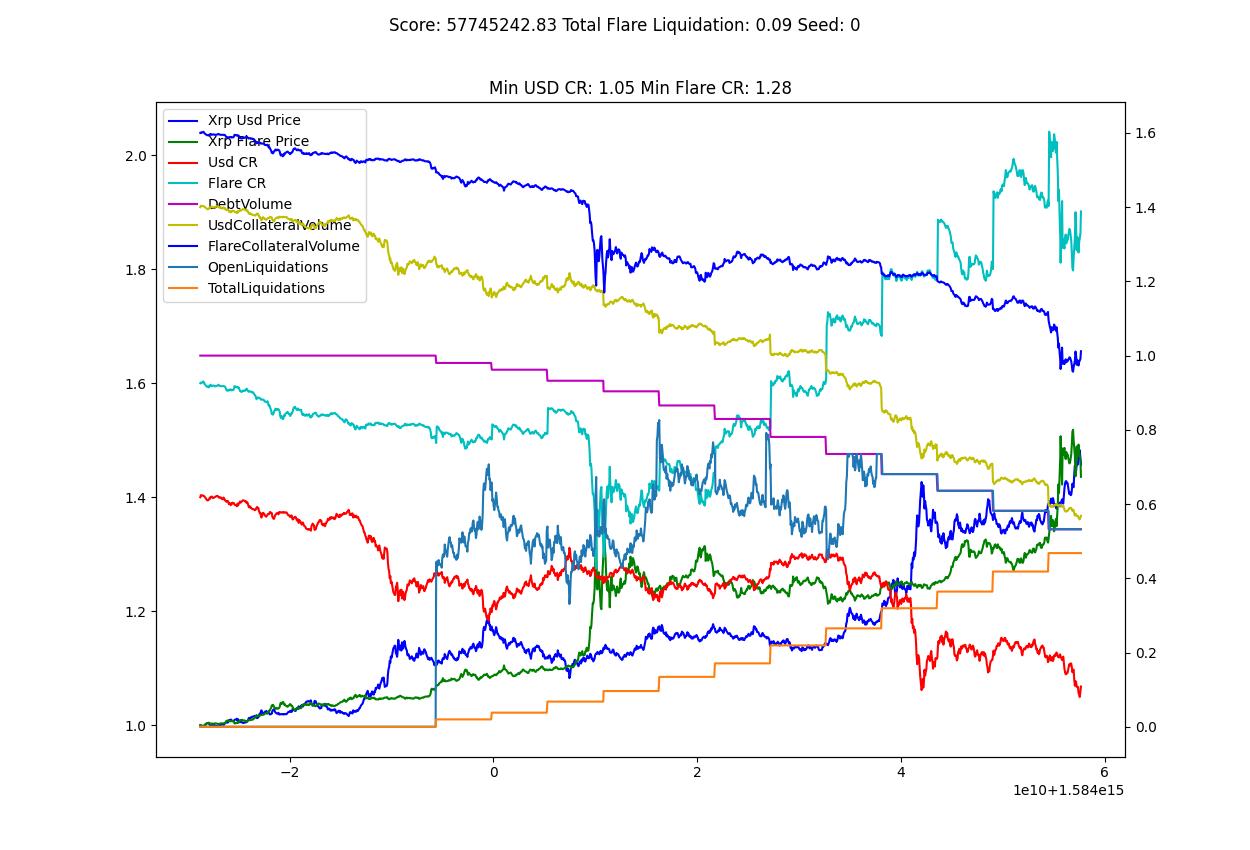 Score: 57745242.83 Total Flare Liquidation: 0.09 Seed: 0
Min USD CR: 1.05 Min Flare CR: 1.28
Xrp Usd Price
Xrp Flare Price
Usd CR
Flare CR
DebtVolume
UsdCollateralVolume
FlareCollateralVolume
OpenLiquidations
TotalLiquidations
2.0
1.8
1.6
1.4
1.2
1.0
1.6
1.4
1.2
1.0
0.8
0.6
0.4
0.2
0.0
−2 0 2 4 6
1e10+1.584e15